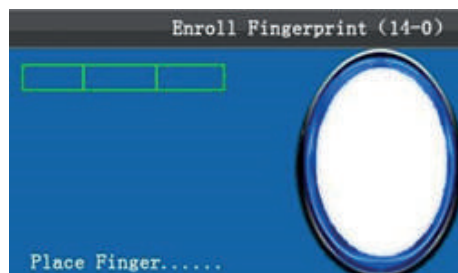 Enroll Fingerprint (14-0)
Place Finger......